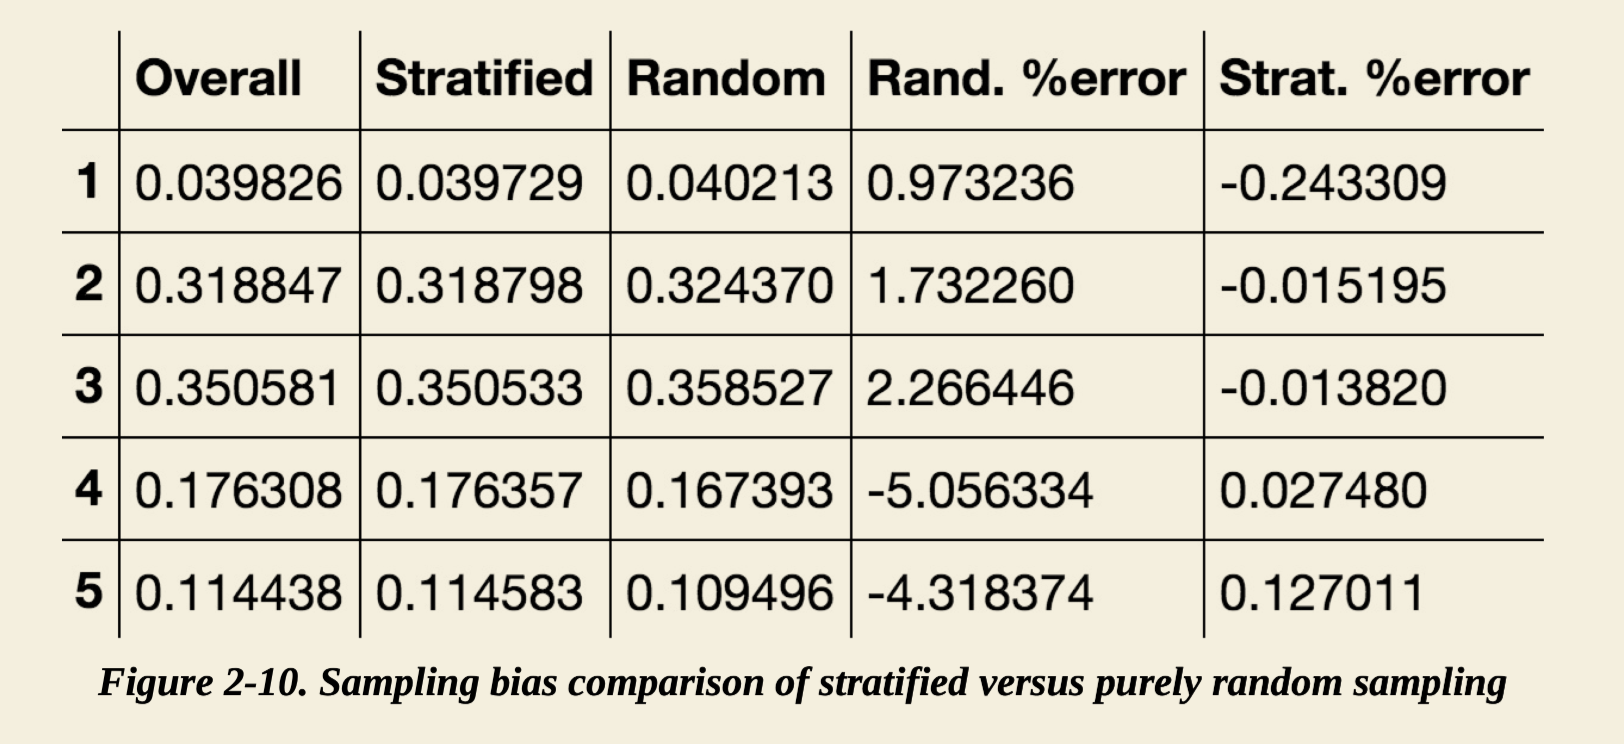 Overall Stratified Random Rand. %error Strat. %error
1 0.039826 0.039729 0.040213 0.973236 -0.243309
2 0.318847 0.318798 0.324370 1.732260 -0.015195
3 0.350581 0.350533 0.358527 2.266446 -0.013820
4 0.176308 0.176357 0.167393 -5.056334 0.027480
5 0.114438 0.114583 0.109496 -4.318374 0.127011
Figure 2-10. Sampling bias comparison of stratified versus purely random sampling